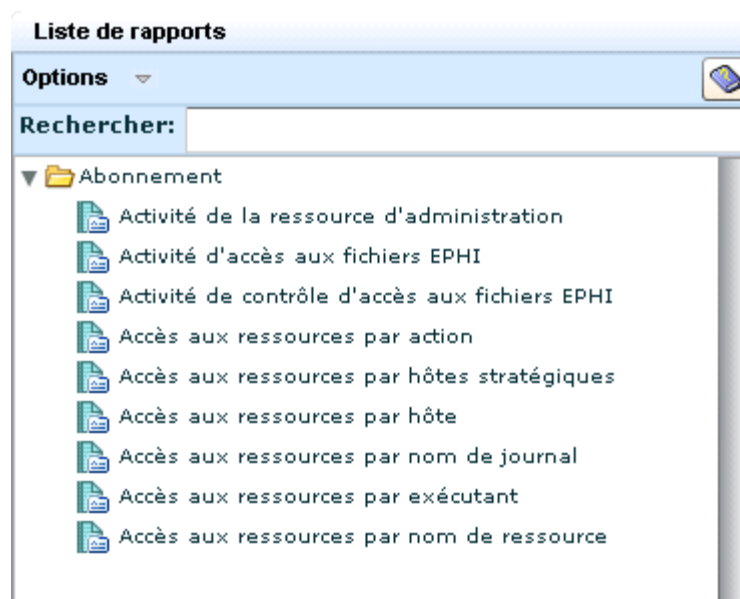 Liste de rapports
Options
Rechercher:
Abonnement
Activité de la ressource d'administration
Activité d'accès aux fichiers EPHI
Activité de contrôle d'accès aux fichiers EPHI
Accès aux ressources par action
Accès aux ressources par hôtes stratégiques
Accès aux ressources par hôte
Accès aux ressources par nom de journal
Accès aux ressources par exécutant
Accès aux ressources par nom de ressource